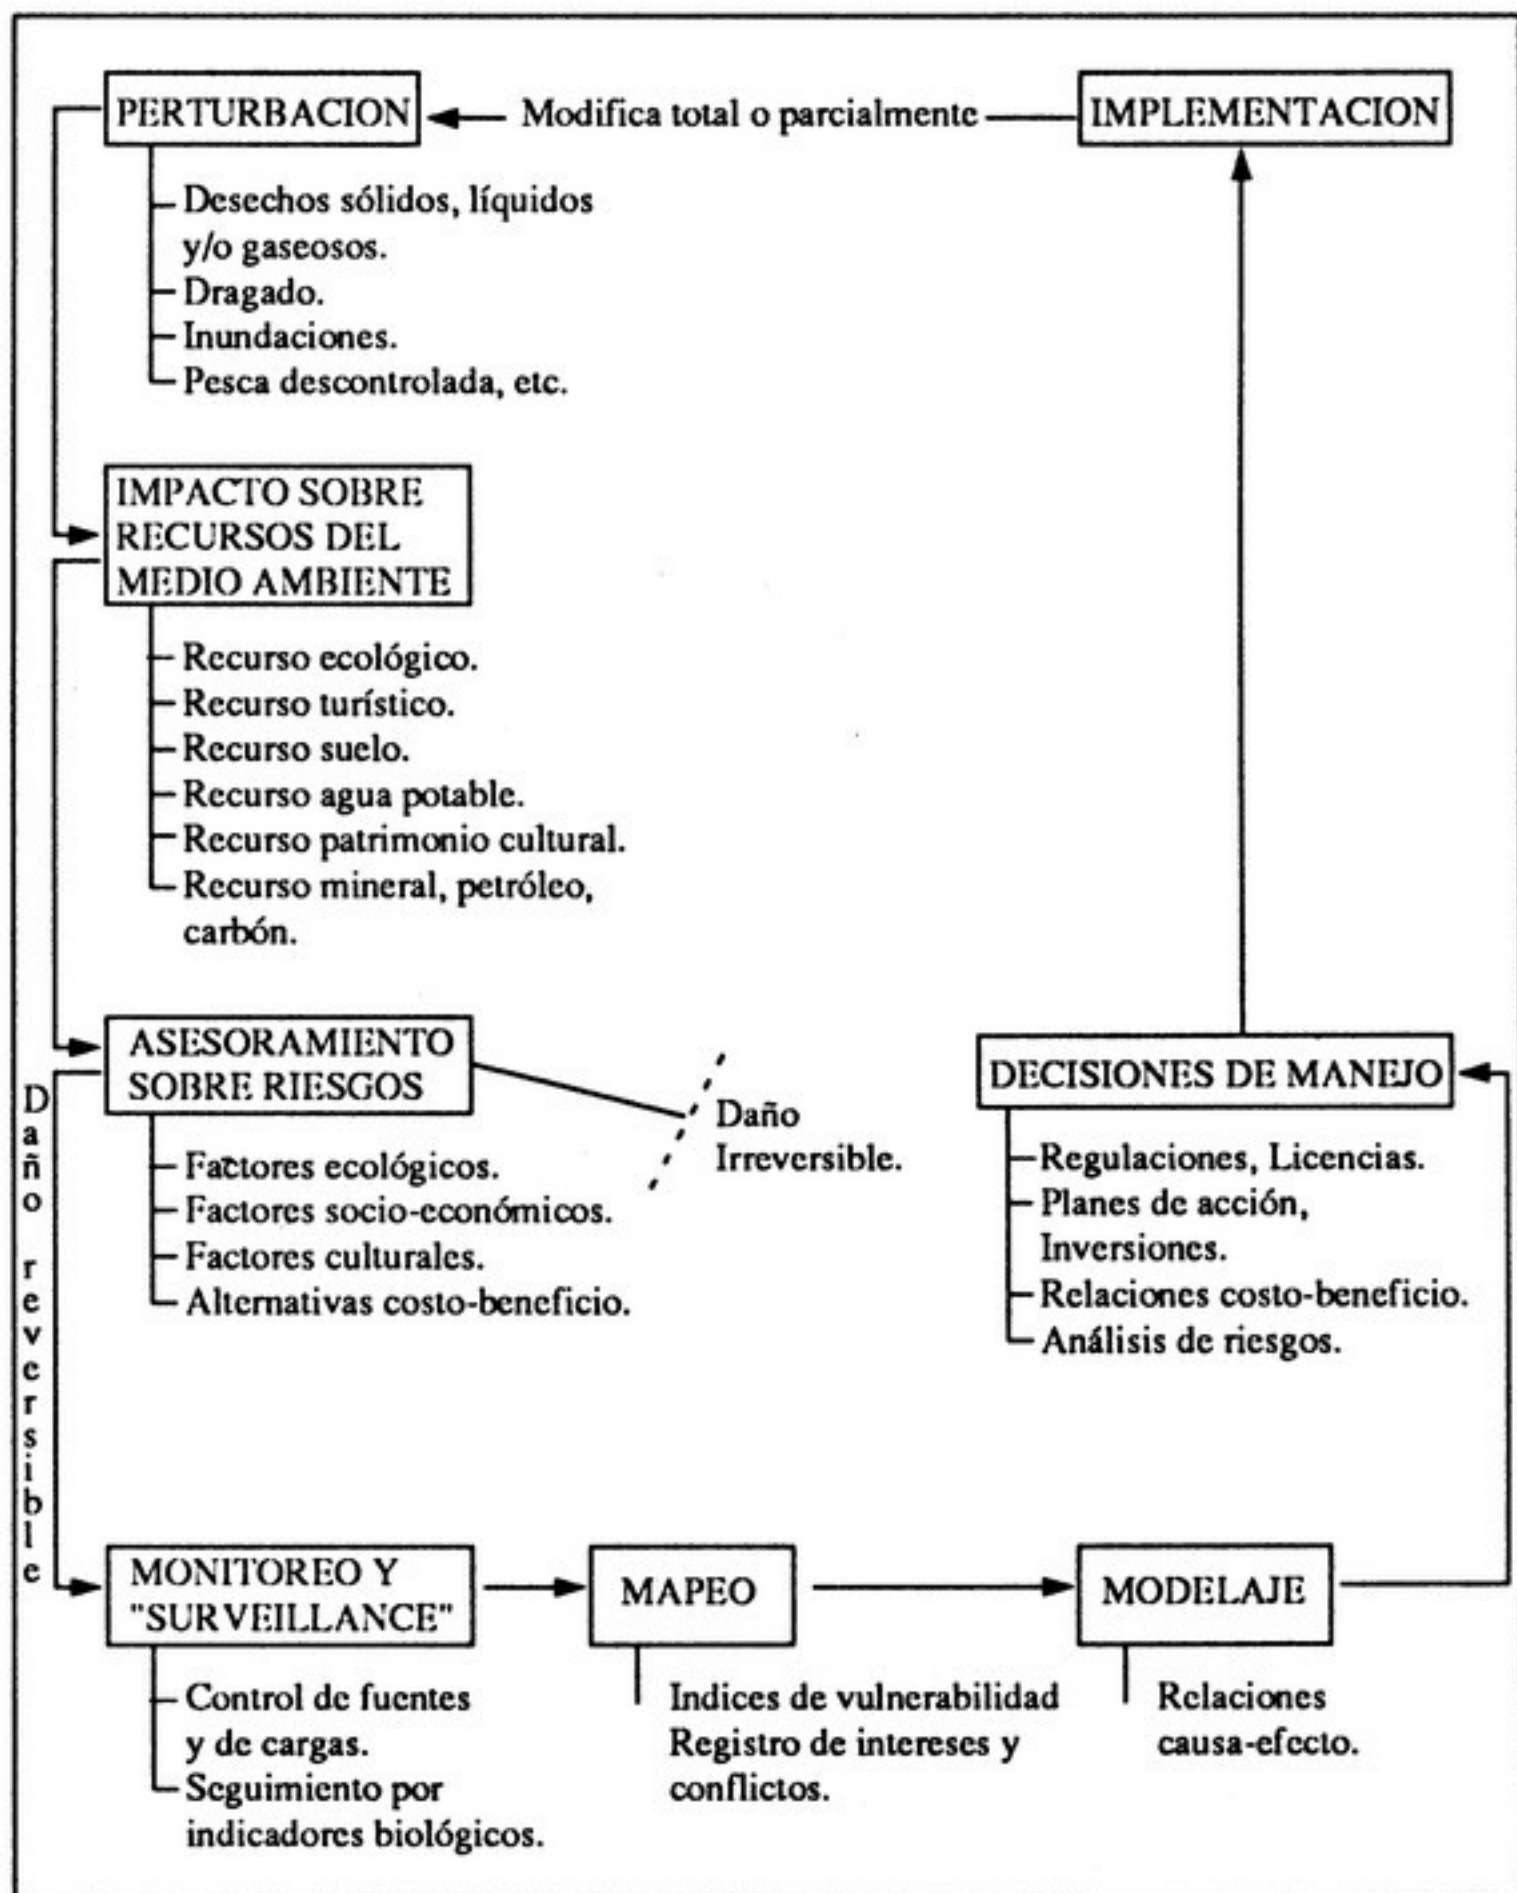 PERTURBACION
Modifica total o parcialmente
IMPLEMENTACION
Desechos sólidos, líquidos
y/o gaseosos.
Dragado.
Inundaciones.
Pesca descontrolada, etc.
IMPACTO SOBRE
RECURSOS DEL
MEDIO AMBIENTE
Recurso ecológico.
Recurso turístico.
Recurso suelo.
Recurso agua potable.
Recurso patrimonio cultural.
Recurso mineral, petróleo,
carbón.
ASESORAMIENTO
SOBRE RIESGOS
Daño
Irreversible.
Factores ecológicos.
Factores socio-económicos.
Factores culturales.
Alternativas costo-beneficio.
DECISIONES DE MANEJO
Regulaciones, Licencias.
Planes de acción,
Inversiones.
Relaciones costo-beneficio.
Análisis de riesgos.
Daño reversible
MONITOREO Y
"SURVEILLANCE"
Control de fuentes
y de cargas.
Seguimiento por
indicadores biológicos.
MAPEO
Indices de vulnerabilidad
Registro de intereses y
conflictos.
MODELAJE
Relaciones
causa-efecto.